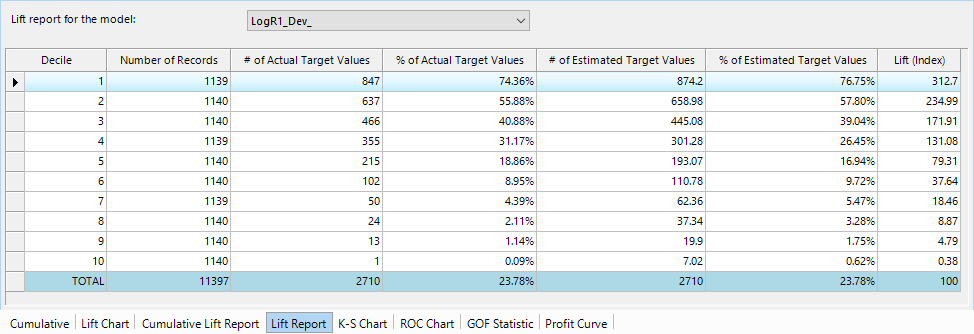 Lift report for the model: LogR1_Dev_
Decile Number of Records # of Actual Target Values % of Actual Target Values # of Estimated Target Values % of Estimated Target Values Lift (Index)
1 1139 847 74.36% 874.2 76.75% 312.7
2 1140 637 55.88% 658.98 57.80% 234.99
3 1140 466 40.88% 445.08 39.04% 171.91
4 1139 355 31.17% 301.28 26.45% 131.08
5 1140 215 18.86% 193.07 16.94% 79.31
6 1140 102 8.95% 110.78 9.72% 37.64
7 1139 50 4.39% 62.36 5.47% 18.46
8 1140 24 2.11% 37.34 3.28% 8.87
9 1140 13 1.14% 19.9 1.75% 4.79
10 1140 1 0.09% 7.02 0.62% 0.38
TOTAL 11397 2710 23.78% 2710 23.78% 100
Cumulative Lift Chart Cumulative Lift Report Lift Report K-S Chart ROC Chart GOF Statistic Profit Curve